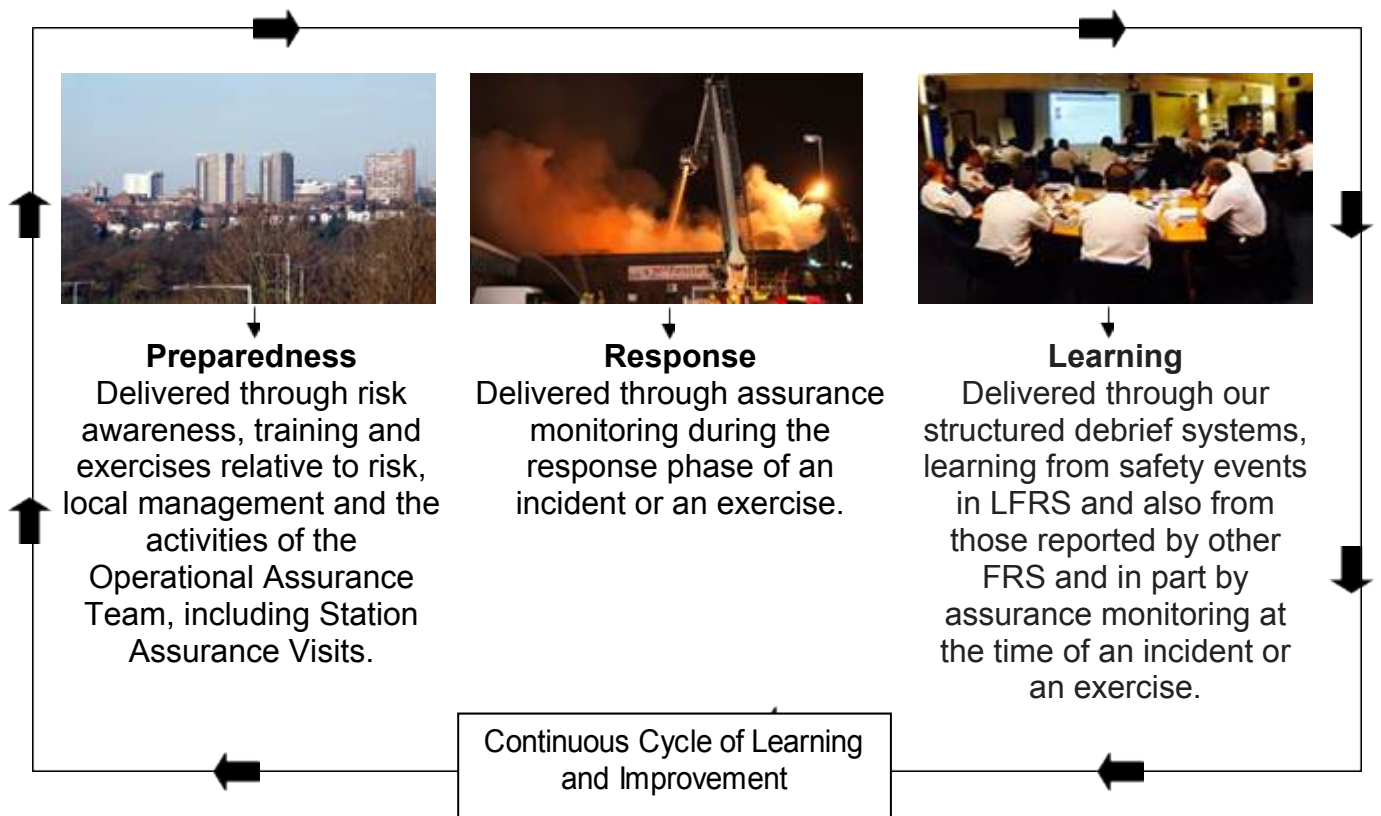 Preparedness
Delivered through risk
awareness, training and
exercises relative to risk,
local management and the
activities of the
Operational Assurance
Team, including Station
Assurance Visits.
Response
Delivered through assurance
monitoring during the
response phase of an
incident or an exercise.
Learning
Delivered through our
structured debrief systems,
learning from safety events
in LFRS and also from
those reported by other
FRS and in part by
assurance monitoring at
the time of an incident or
an exercise.
Continuous Cycle of Learning
and Improvement